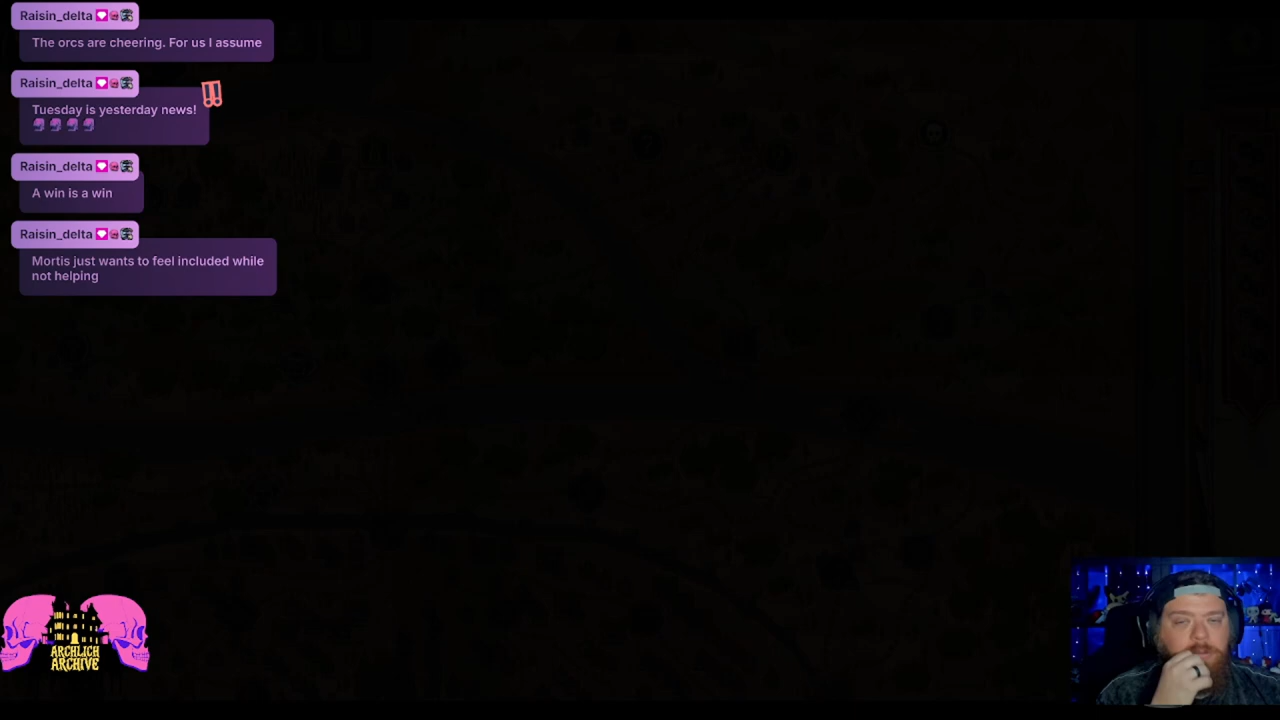 Raisin_delta
The orcs are cheering. For us I assume
Raisin_delta
Tuesday is yesterday news!
Raisin_delta
A win is a win
Raisin_delta
Mortis just wants to feel included while
not helping
ARCHLICH
ARCHIVE